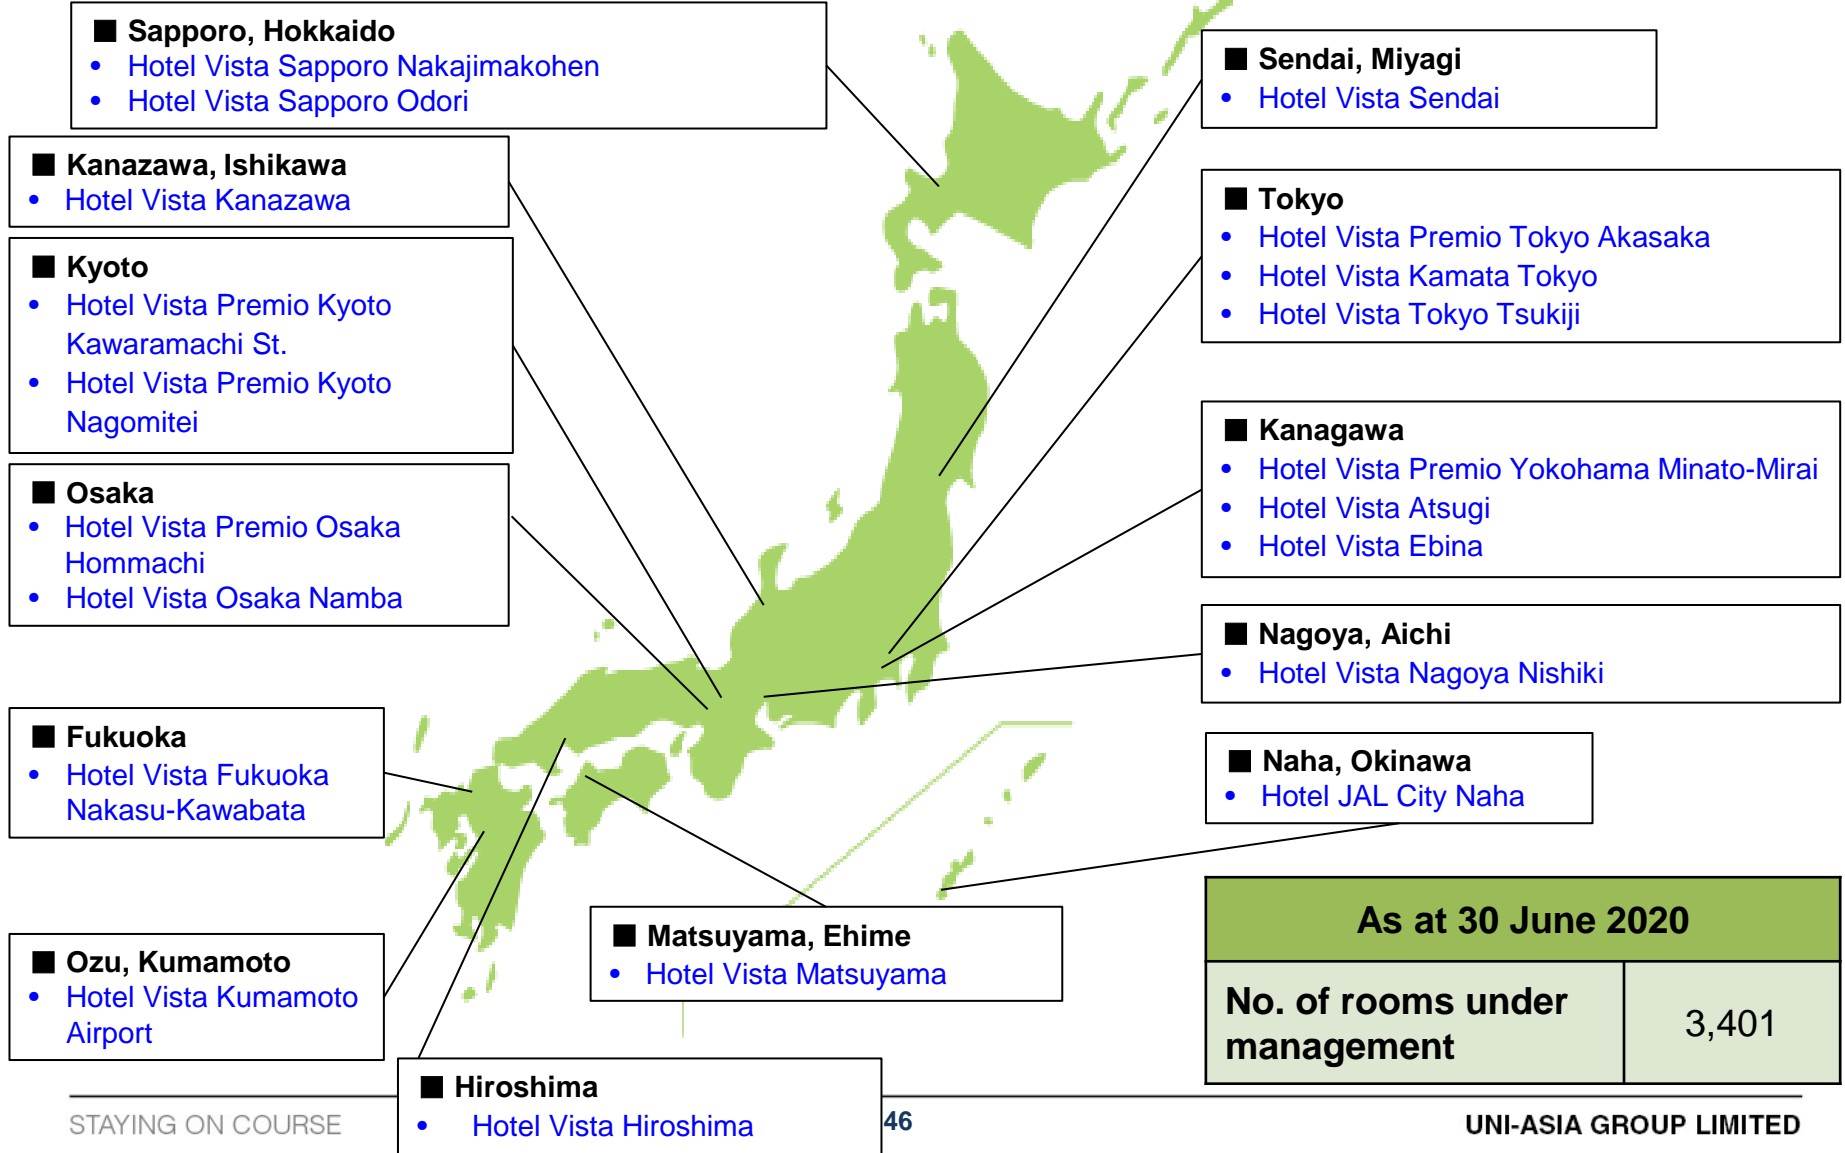 ■ Sapporo, Hokkaido
• Hotel Vista Sapporo Nakajimakohen
• Hotel Vista Sapporo Odori
■ Kanazawa, Ishikawa
• Hotel Vista Kanazawa
■ Kyoto
• Hotel Vista Premio Kyoto
Kawaramachi St.
• Hotel Vista Premio Kyoto
Nagomitei
■ Osaka
• Hotel Vista Premio Osaka
Hommachi
• Hotel Vista Osaka Namba
■ Fukuoka
• Hotel Vista Fukuoka
Nakasu-Kawabata
■ Ozu, Kumamoto
• Hotel Vista Kumamoto
Airport
■ Hiroshima
• Hotel Vista Hiroshima
■ Matsuyama, Ehime
• Hotel Vista Matsuyama
■ Sendai, Miyagi
• Hotel Vista Sendai
■ Tokyo
• Hotel Vista Premio Tokyo Akasaka
• Hotel Vista Kamata Tokyo
• Hotel Vista Tokyo Tsukiji
■ Kanagawa
• Hotel Vista Premio Yokohama Minato-Mirai
• Hotel Vista Atsugi
• Hotel Vista Ebina
■ Nagoya, Aichi
• Hotel Vista Nagoya Nishiki
■ Naha, Okinawa
• Hotel JAL City Naha
As at 30 June 2020
No. of rooms under
management
3,401
STAYING ON COURSE
46
UNI-ASIA GROUP LIMITED